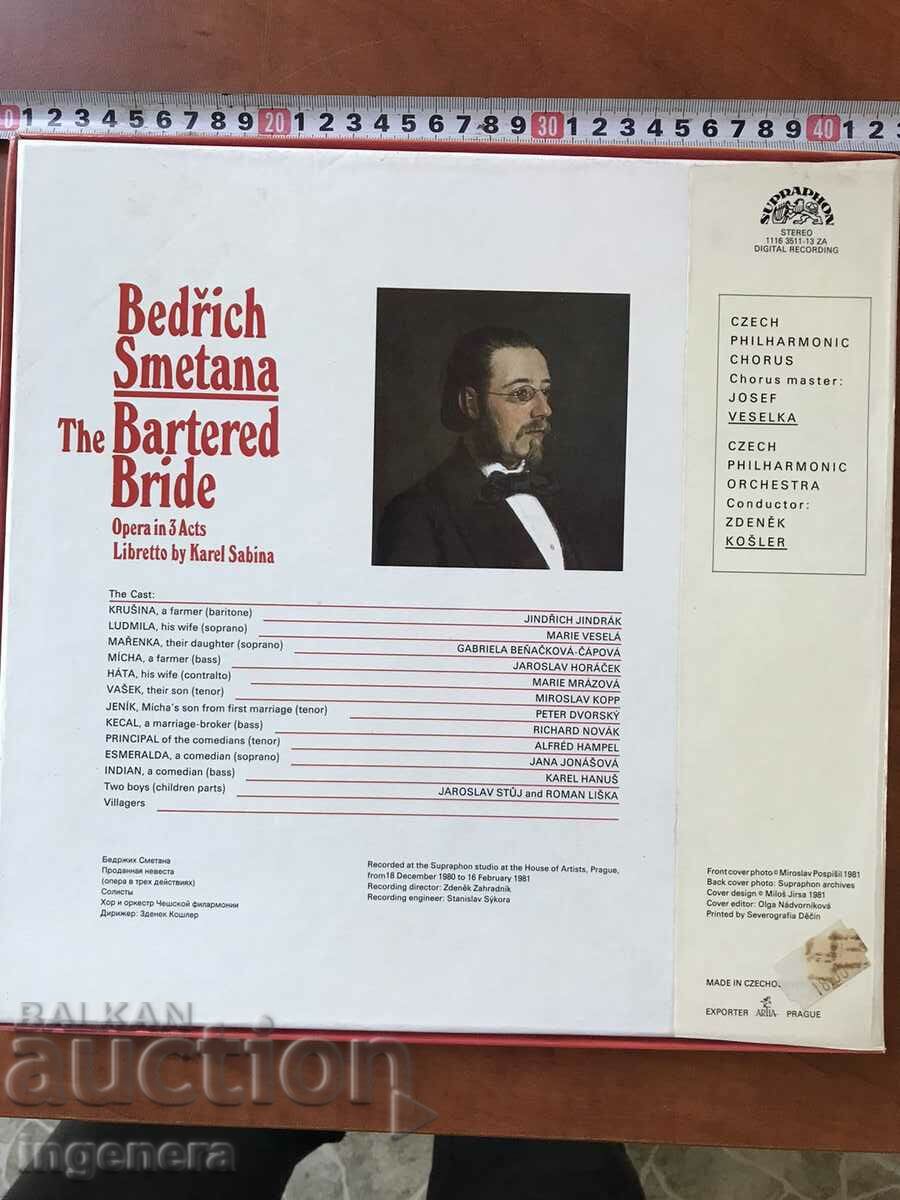 0 1 2 3 4 5 6 7 8 9 20 1 2 3 4 5 6 7 8 9 30 1 2 3 4 5 6 7 8 9 40 1 2 3
SUPRAPHON
STEREO
1116 3511-13 ZA
DIGITAL RECORDING
Bedřich
Smetana
The Bartered
Bride
Opera in 3 Acts
Libretto by Karel Sabina
CZECH
PHILHARMONIC
CHORUS
Chorus master:
JOSEF
VESELKA
CZECH
PHILHARMONIC
ORCHESTRA
Conductor:
ZDENĚK
KOŠLER
The Cast:
KRUŠINA, a farmer (baritone) JINDŘICH JINDRÁK
LUDMILA, his wife (soprano) MARIE VESELÁ
MAŘENKA, their daughter (soprano) GABRIELA BEŇAČKOVÁ-ČÁPOVÁ
MÍCHA, a farmer (bass) JAROSLAV HORÁČEK
HÁTA, his wife (contralto) MARIE MRÁZOVÁ
VAŠEK, their son (tenor) MIROSLAV KOPP
JENÍK, Mícha's son from first marriage (tenor) PETER DVORSKÝ
KECAL, a marriage-broker (bass) RICHARD NOVÁK
PRINCIPAL of the comedians (tenor) ALFRÉD HAMPEL
ESMERALDA, a comedian (soprano) JANA JONÁŠOVÁ
INDIAN, a comedian (bass) KAREL HANUŠ
Two boys (children parts) JAROSLAV STŮJ and ROMAN LIŠKA
Villagers
Бедржих Сметана
Проданная невеста
(опера в трех действиях)
Солисты
Хор и оркестр Чешской филармонии
Дирижер: Зденек Кошлер
Recorded at the Supraphon studio at the House of Artists, Prague,
from 18 December 1980 to 16 February 1981
Recording director: Zdeněk Zahradník
Recording engineer: Stanislav Sýkora
Front cover photo © Miroslav Pospíšil 1981
Back cover photo: Supraphon archives
Cover design © Miloš Jirsa 1981
Cover editor: Olga Nádvorníková
Printed by Severografia Děčín
MADE IN CZECHO
EXPORTER ARTIA PRAGUE
BALKAN
auction
ingenera